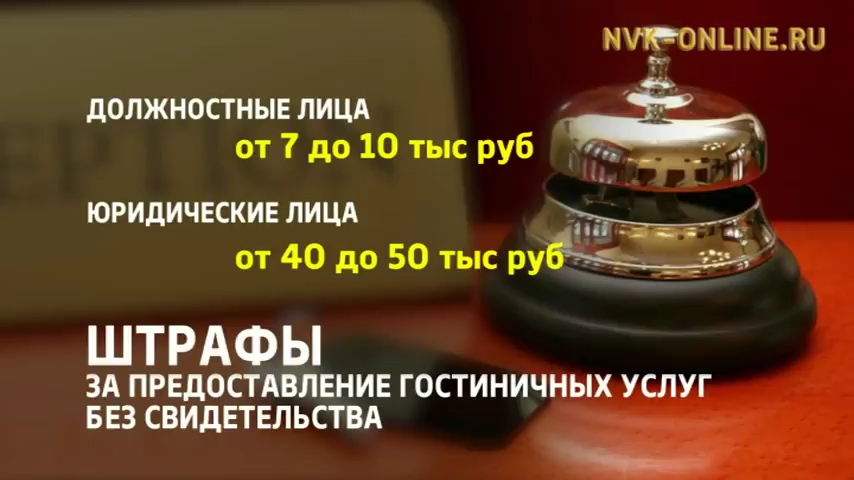 NVK-ONLINE.RU
ДОЛЖНОСТНЫЕ ЛИЦА
от 7 до 10 тыс руб
ЮРИДИЧЕСКИЕ ЛИЦА
от 40 до 50 тыс руб
ШТРАФЫ
ЗА ПРЕДОСТАВЛЕНИЕ ГОСТИНИЧНЫХ УСЛУГ
БЕЗ СВИДЕТЕЛЬСТВА